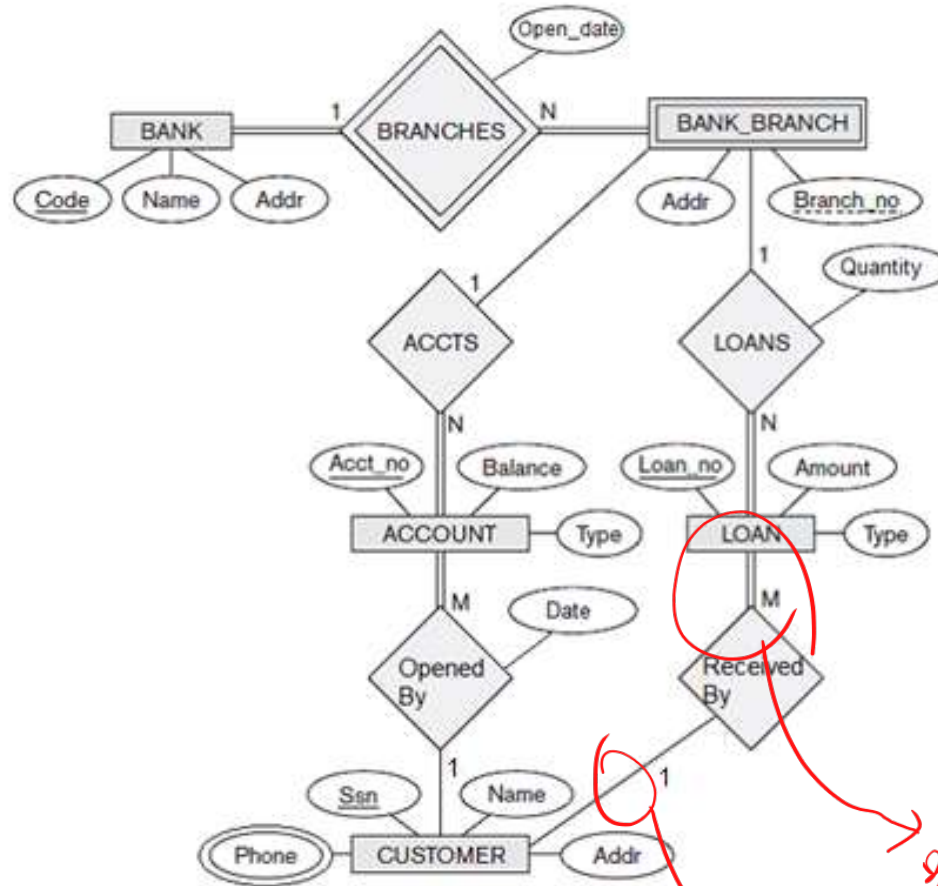 Open_date
1
N
BANK
BRANCHES
BANK_BRANCH
Code
Name
Addr
Addr
Branch_no
1
1
Quantity
ACCTS
LOANS
N
N
Acct_no
Balance
Loan_no
Amount
ACCOUNT
Type
LOAN
Type
M
M
Date
Opened
By
Received
By
1
1
Ssn
Name
Phone
CUSTOMER
Addr